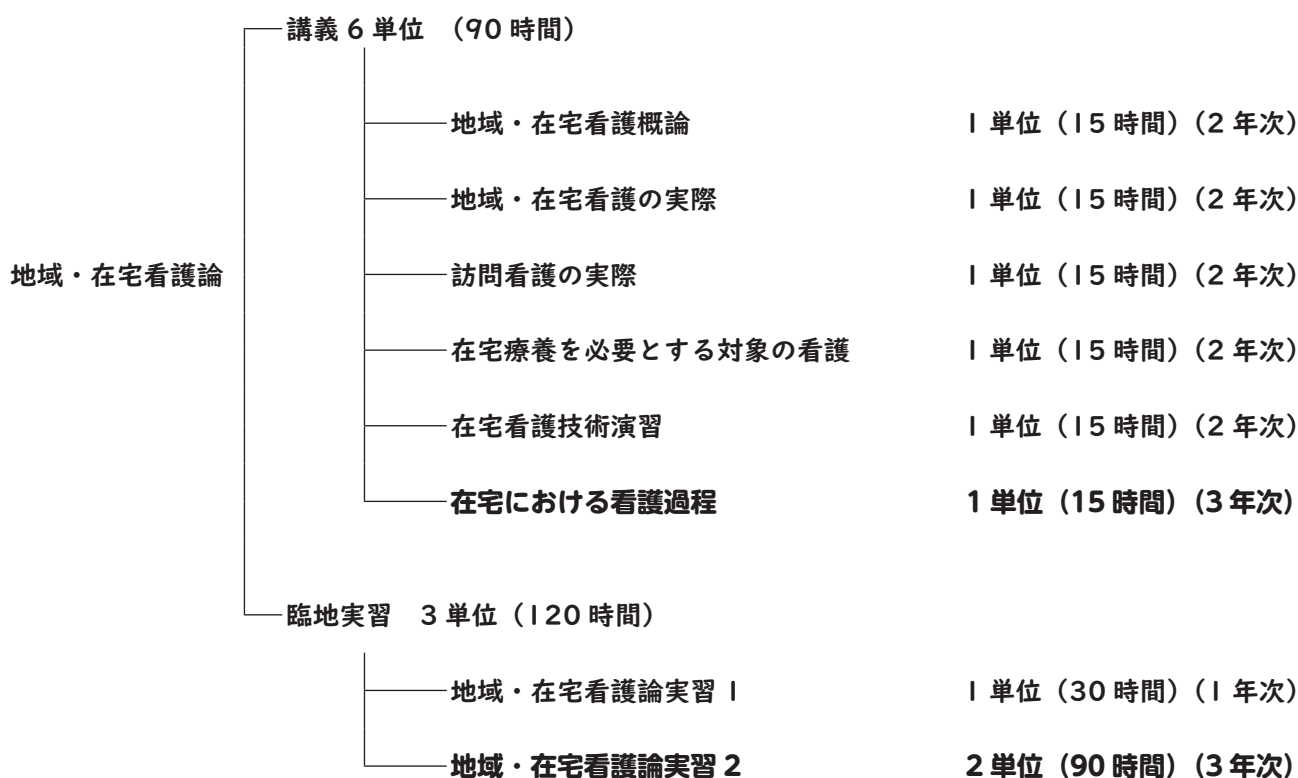 講義 6 単位 （90 時間）
地域・在宅看護概論 1 単位（15 時間）（2 年次）
地域・在宅看護の実際 1 単位（15 時間）（2 年次）
地域・在宅看護論 訪問看護の実際 1 単位（15 時間）（2 年次）
在宅療養を必要とする対象の看護 1 単位（15 時間）（2 年次）
在宅看護技術演習 1 単位（15 時間）（2 年次）
在宅における看護過程 1 単位（15 時間）（3 年次）
臨地実習 3 単位（120 時間）
地域・在宅看護論実習 1 1 単位（30 時間）（1 年次）
地域・在宅看護論実習 2 2 単位（90 時間）（3 年次）